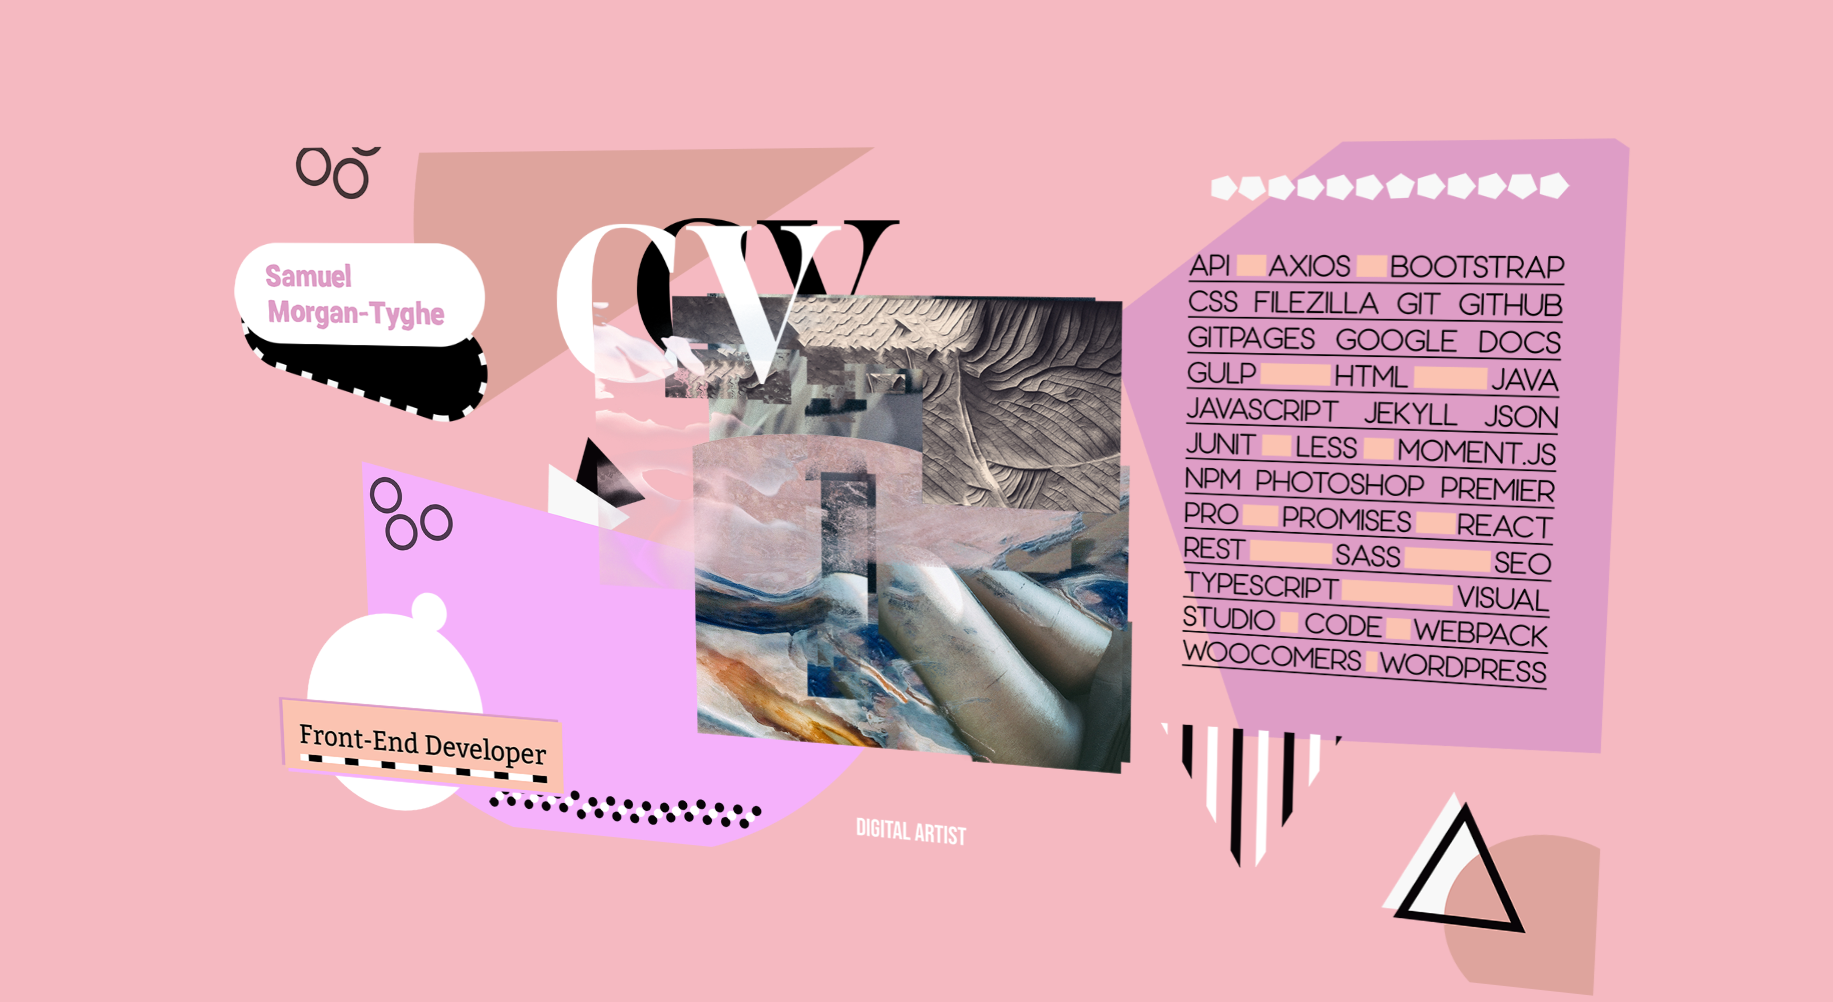 Samuel
Morgan-Tyghe
CV
Front-End Developer
DIGITAL ARTIST
API AXIOS BOOTSTRAP
CSS FILEZILLA GIT GITHUB
GITPAGES GOOGLE DOCS
GULP HTML JAVA
JAVASCRIPT JEKYLL JSON
JUNIT LESS MOMENT.JS
NPM PHOTOSHOP PREMIER
PRO PROMISES REACT
REST SASS SEO
TYPESCRIPT VISUAL
STUDIO CODE WEBPACK
WOOCOMERS WORDPRESS